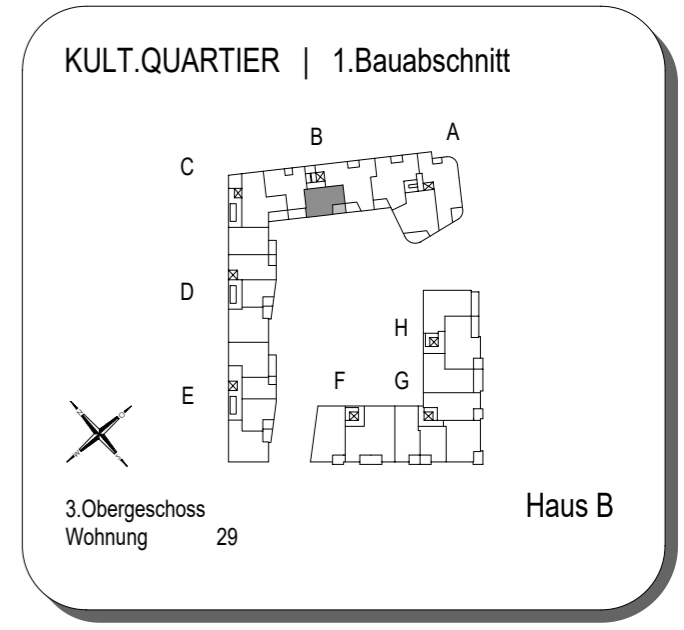 KULT.QUARTIER | 1.Bauabschnitt
B
A
C
D
H
E
F
G
N
O
W
S
3.Obergeschoss
Wohnung 29
Haus B